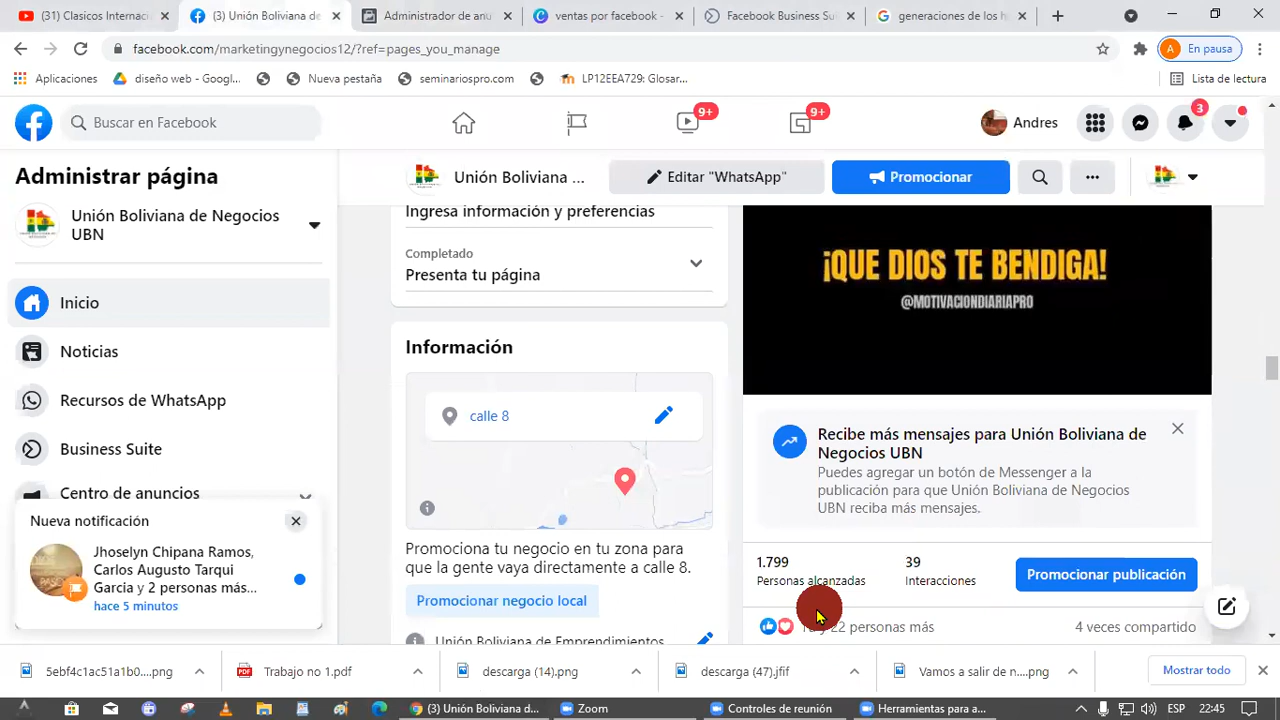 (31) Clasicos Internac
(3) Unión Boliviana de
Administrador de anu
ventas por facebook -
Facebook Business Su
generaciones de los h
facebook.com/marketingynegocios12/?ref=pages_you_manage
En pausa
Aplicaciones
diseño web - Googl...
Nueva pestaña
seminariospro.com
LP12EEA729: Glosar...
Lista de lectura
Buscar en Facebook
9+
9+
Andres
3
Administrar página
Unión Boliviana de Negocios
UBN
Inicio
Noticias
Recursos de WhatsApp
Business Suite
Centro de anuncios
Nueva notificación
Jhoselyn Chipana Ramos,
Carlos Augusto Tarqui
Garcia y 2 personas más...
hace 5 minutos
Unión Boliviana ...
Editar "WhatsApp"
Promocionar
Ingresa información y preferencias
Completado
Presenta tu página
Información
calle 8
Promociona tu negocio en tu zona para
que la gente vaya directamente a calle 8.
Promocionar negocio local
Unión Boliviana de Emprendimientos
¡QUE DIOS TE BENDIGA!
@MOTIVACIONDIARIAPRO
Recibe más mensajes para Unión Boliviana de
Negocios UBN
Puedes agregar un botón de Messenger a la
publicación para que Unión Boliviana de Negocios
UBN reciba más mensajes.
1.799
Personas alcanzadas
39
Interacciones
Promocionar publicación
22 personas más
4 veces compartido
5ebf4c1ac51a1b0....png
Trabajo no 1.pdf
descarga (14).png
descarga (47).jfif
Vamos a salir de n....png
Mostrar todo
(3) Unión Boliviana d...
Zoom
Controles de reunión
Herramientas para a...
ESP
22:45